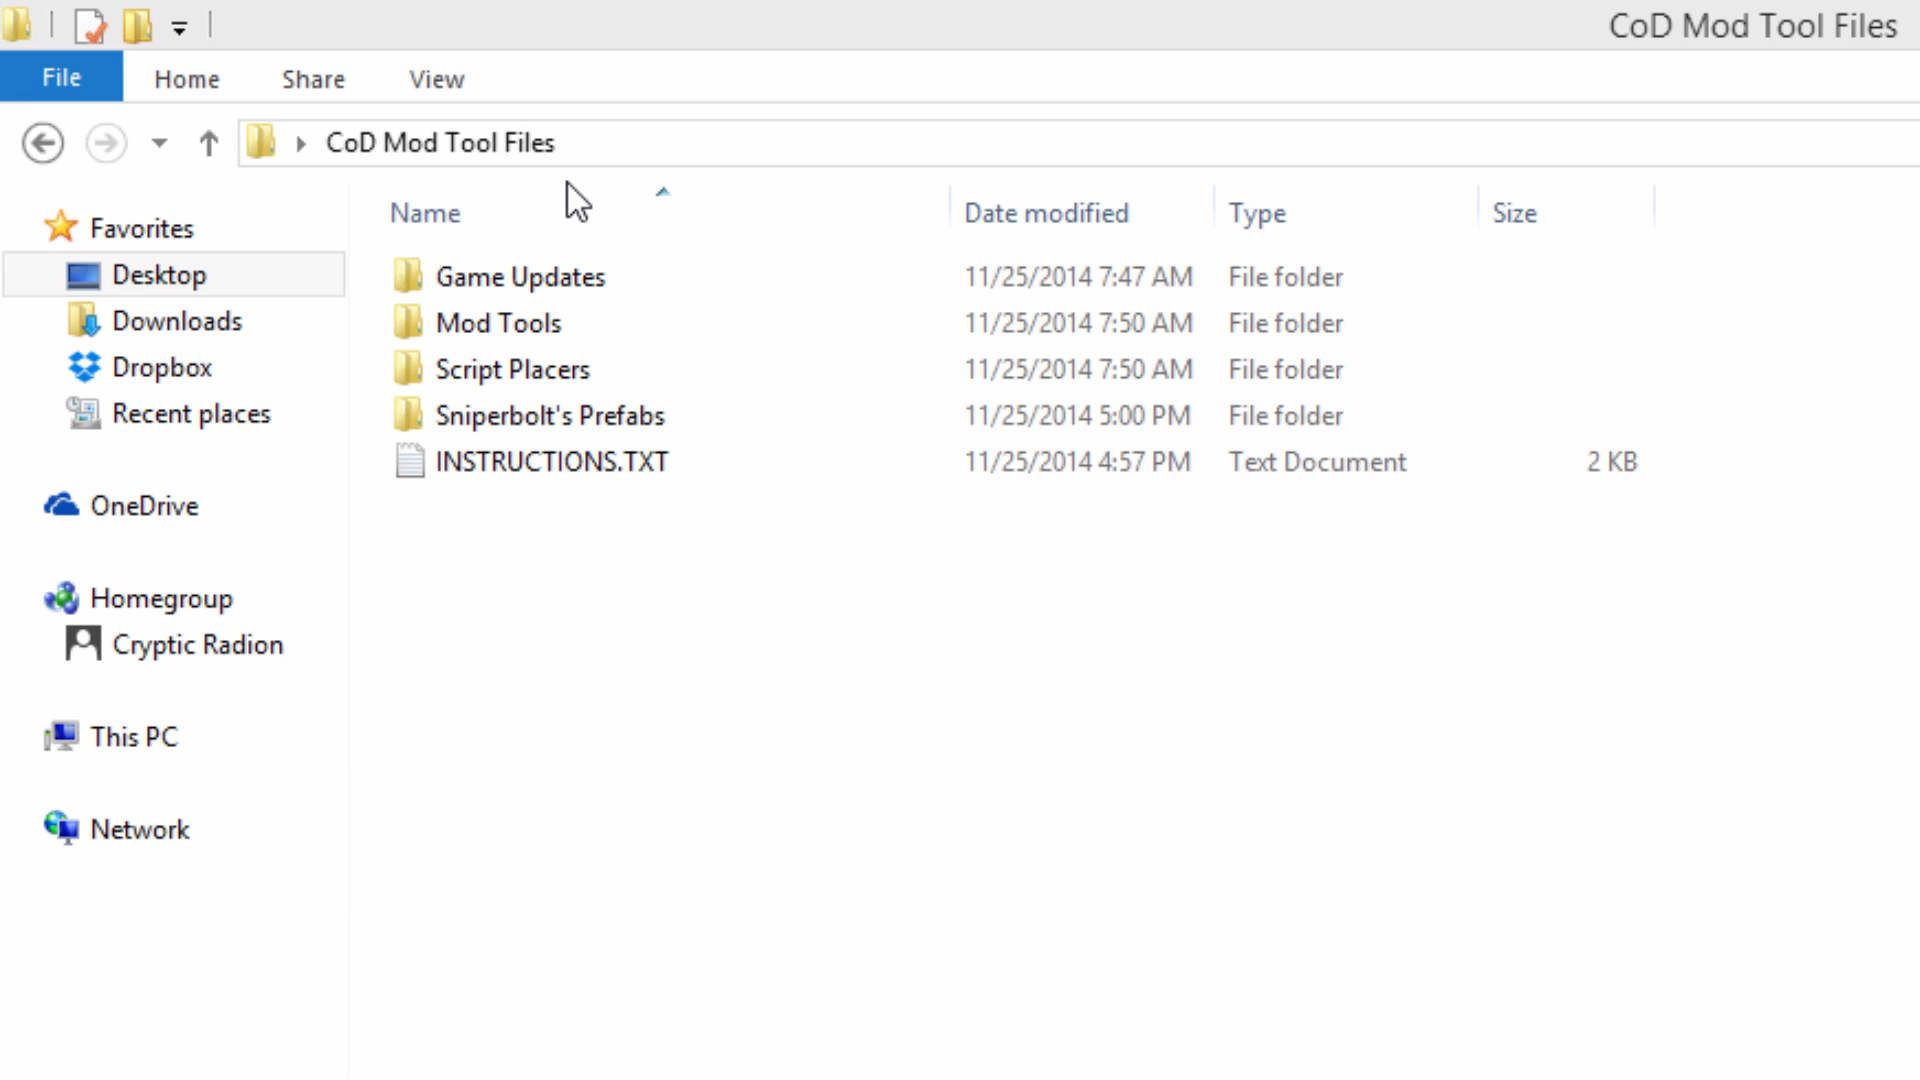 CoD Mod Tool Files
File Home Share View
CoD Mod Tool Files
Name Date modified Type Size
Favorites
Desktop
Downloads
Dropbox
Recent places
OneDrive
Homegroup
Cryptic Radion
This PC
Network
Game Updates 11/25/2014 7:47 AM File folder
Mod Tools 11/25/2014 7:50 AM File folder
Script Placers 11/25/2014 7:50 AM File folder
Sniperbolt's Prefabs 11/25/2014 5:00 PM File folder
INSTRUCTIONS.TXT 11/25/2014 4:57 PM Text Document 2 KB